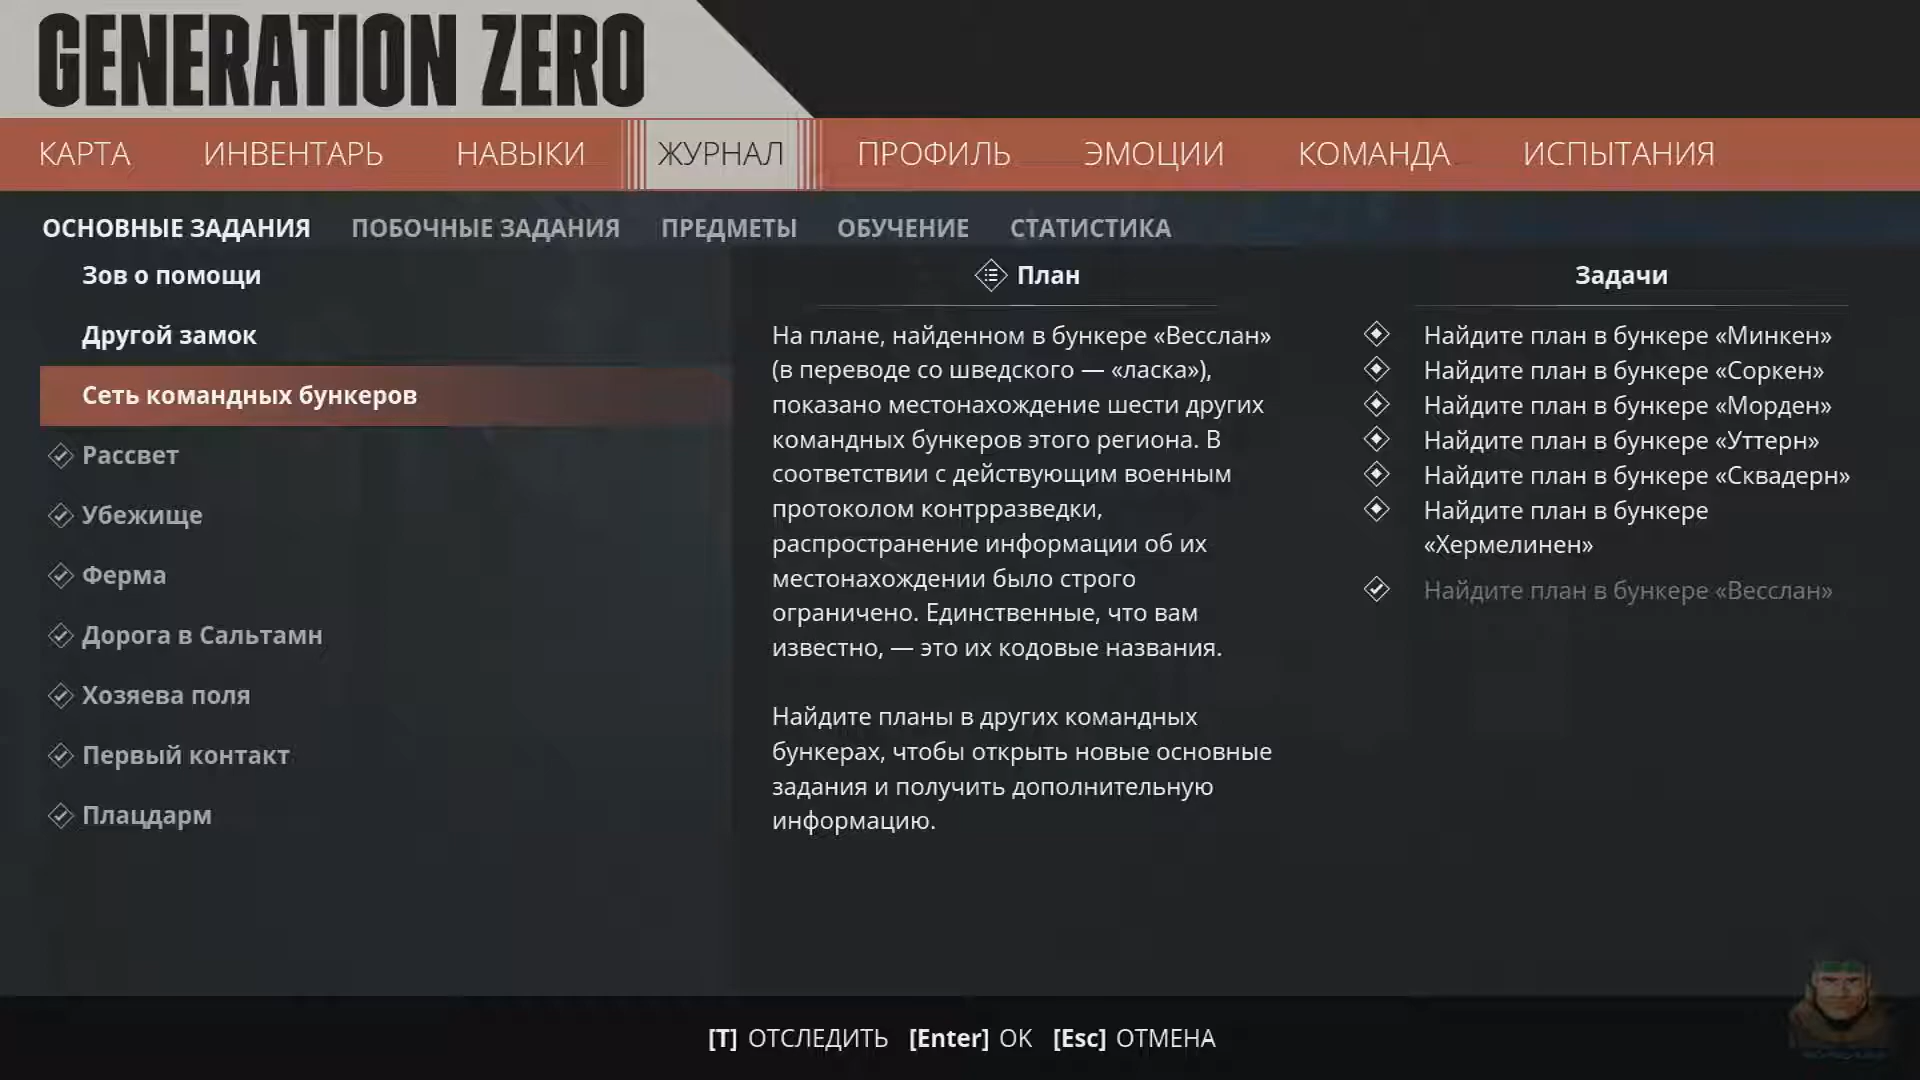 GENERATION ZERO
КАРТА ИНВЕНТАРЬ НАВЫКИ ЖУРНАЛ ПРОФИЛЬ ЭМОЦИИ КОМАНДА ИСПЫТАНИЯ
ОСНОВНЫЕ ЗАДАНИЯ ПОБОЧНЫЕ ЗАДАНИЯ ПРЕДМЕТЫ ОБУЧЕНИЕ СТАТИСТИКА
Зов о помощи
Другой замок
Сеть командных бункеров
Рассвет
Убежище
Ферма
Дорога в Сальтамн
Хозяева поля
Первый контакт
Плацдарм
План
На плане, найденном в бункере «Весслан»
(в переводе со шведского — «ласка»),
показано местонахождение шести других
командных бункеров этого региона. В
соответствии с действующим военным
протоколом контрразведки,
распространение информации об их
местонахождении было строго
ограничено. Единственные, что вам
известно, — это их кодовые названия.
Найдите планы в других командных
бункерах, чтобы открыть новые основные
задания и получить дополнительную
информацию.
Задачи
Найдите план в бункере «Минкен»
Найдите план в бункере «Соркен»
Найдите план в бункере «Морден»
Найдите план в бункере «Уттерн»
Найдите план в бункере «Сквадерн»
Найдите план в бункере
«Хермелинен»
Найдите план в бункере «Весслан»
[T] ОТСЛЕДИТЬ [Enter] OK [Esc] ОТМЕНА